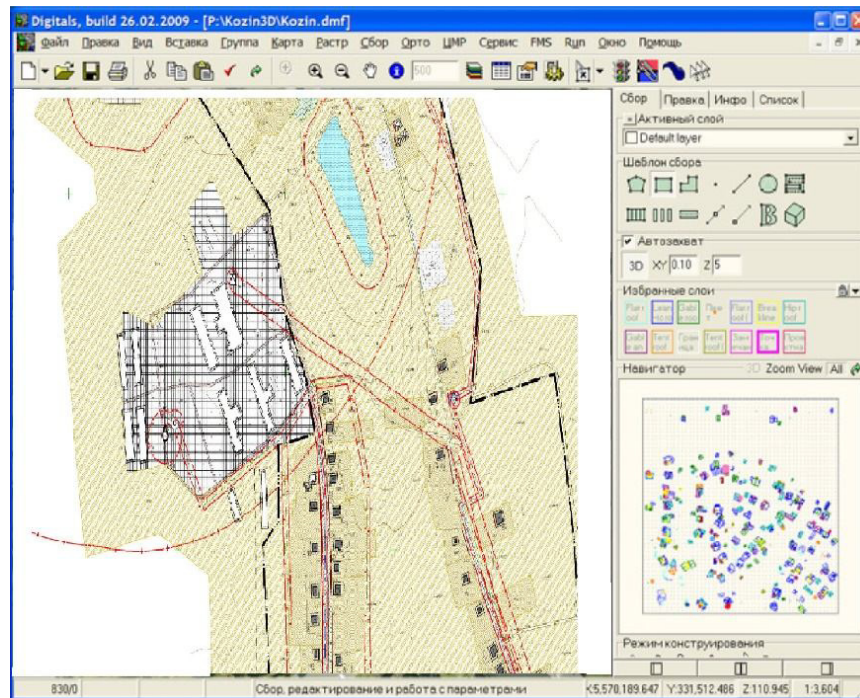 Digitals, build 26.02.2009 - [P:\Kozin3D\Kozin.dmf]
Файл Правка Вид Вставка Группа Карта Растр Сбор Орто ЦМР Сервис FMS Run Окно Помощь
500
Сбор Правка Инфо Список
Активный слой
Default layer
Шаблон сбора
Автозахват
3D XY 0.10 Z 5
Избранные слои
Навигатор 3D Zoom View All
Режим конструирования
830/0 Сбор, редактирование и работа с параметрами X:5,570,189.647 Y:331,512.486 Z:110.945 1:3,604